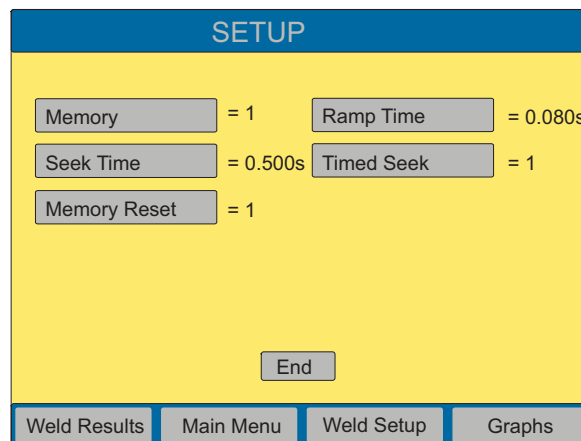 SETUP
Memory = 1 Ramp Time = 0.080s
Seek Time = 0.500s Timed Seek = 1
Memory Reset = 1
End
Weld Results Main Menu Weld Setup Graphs